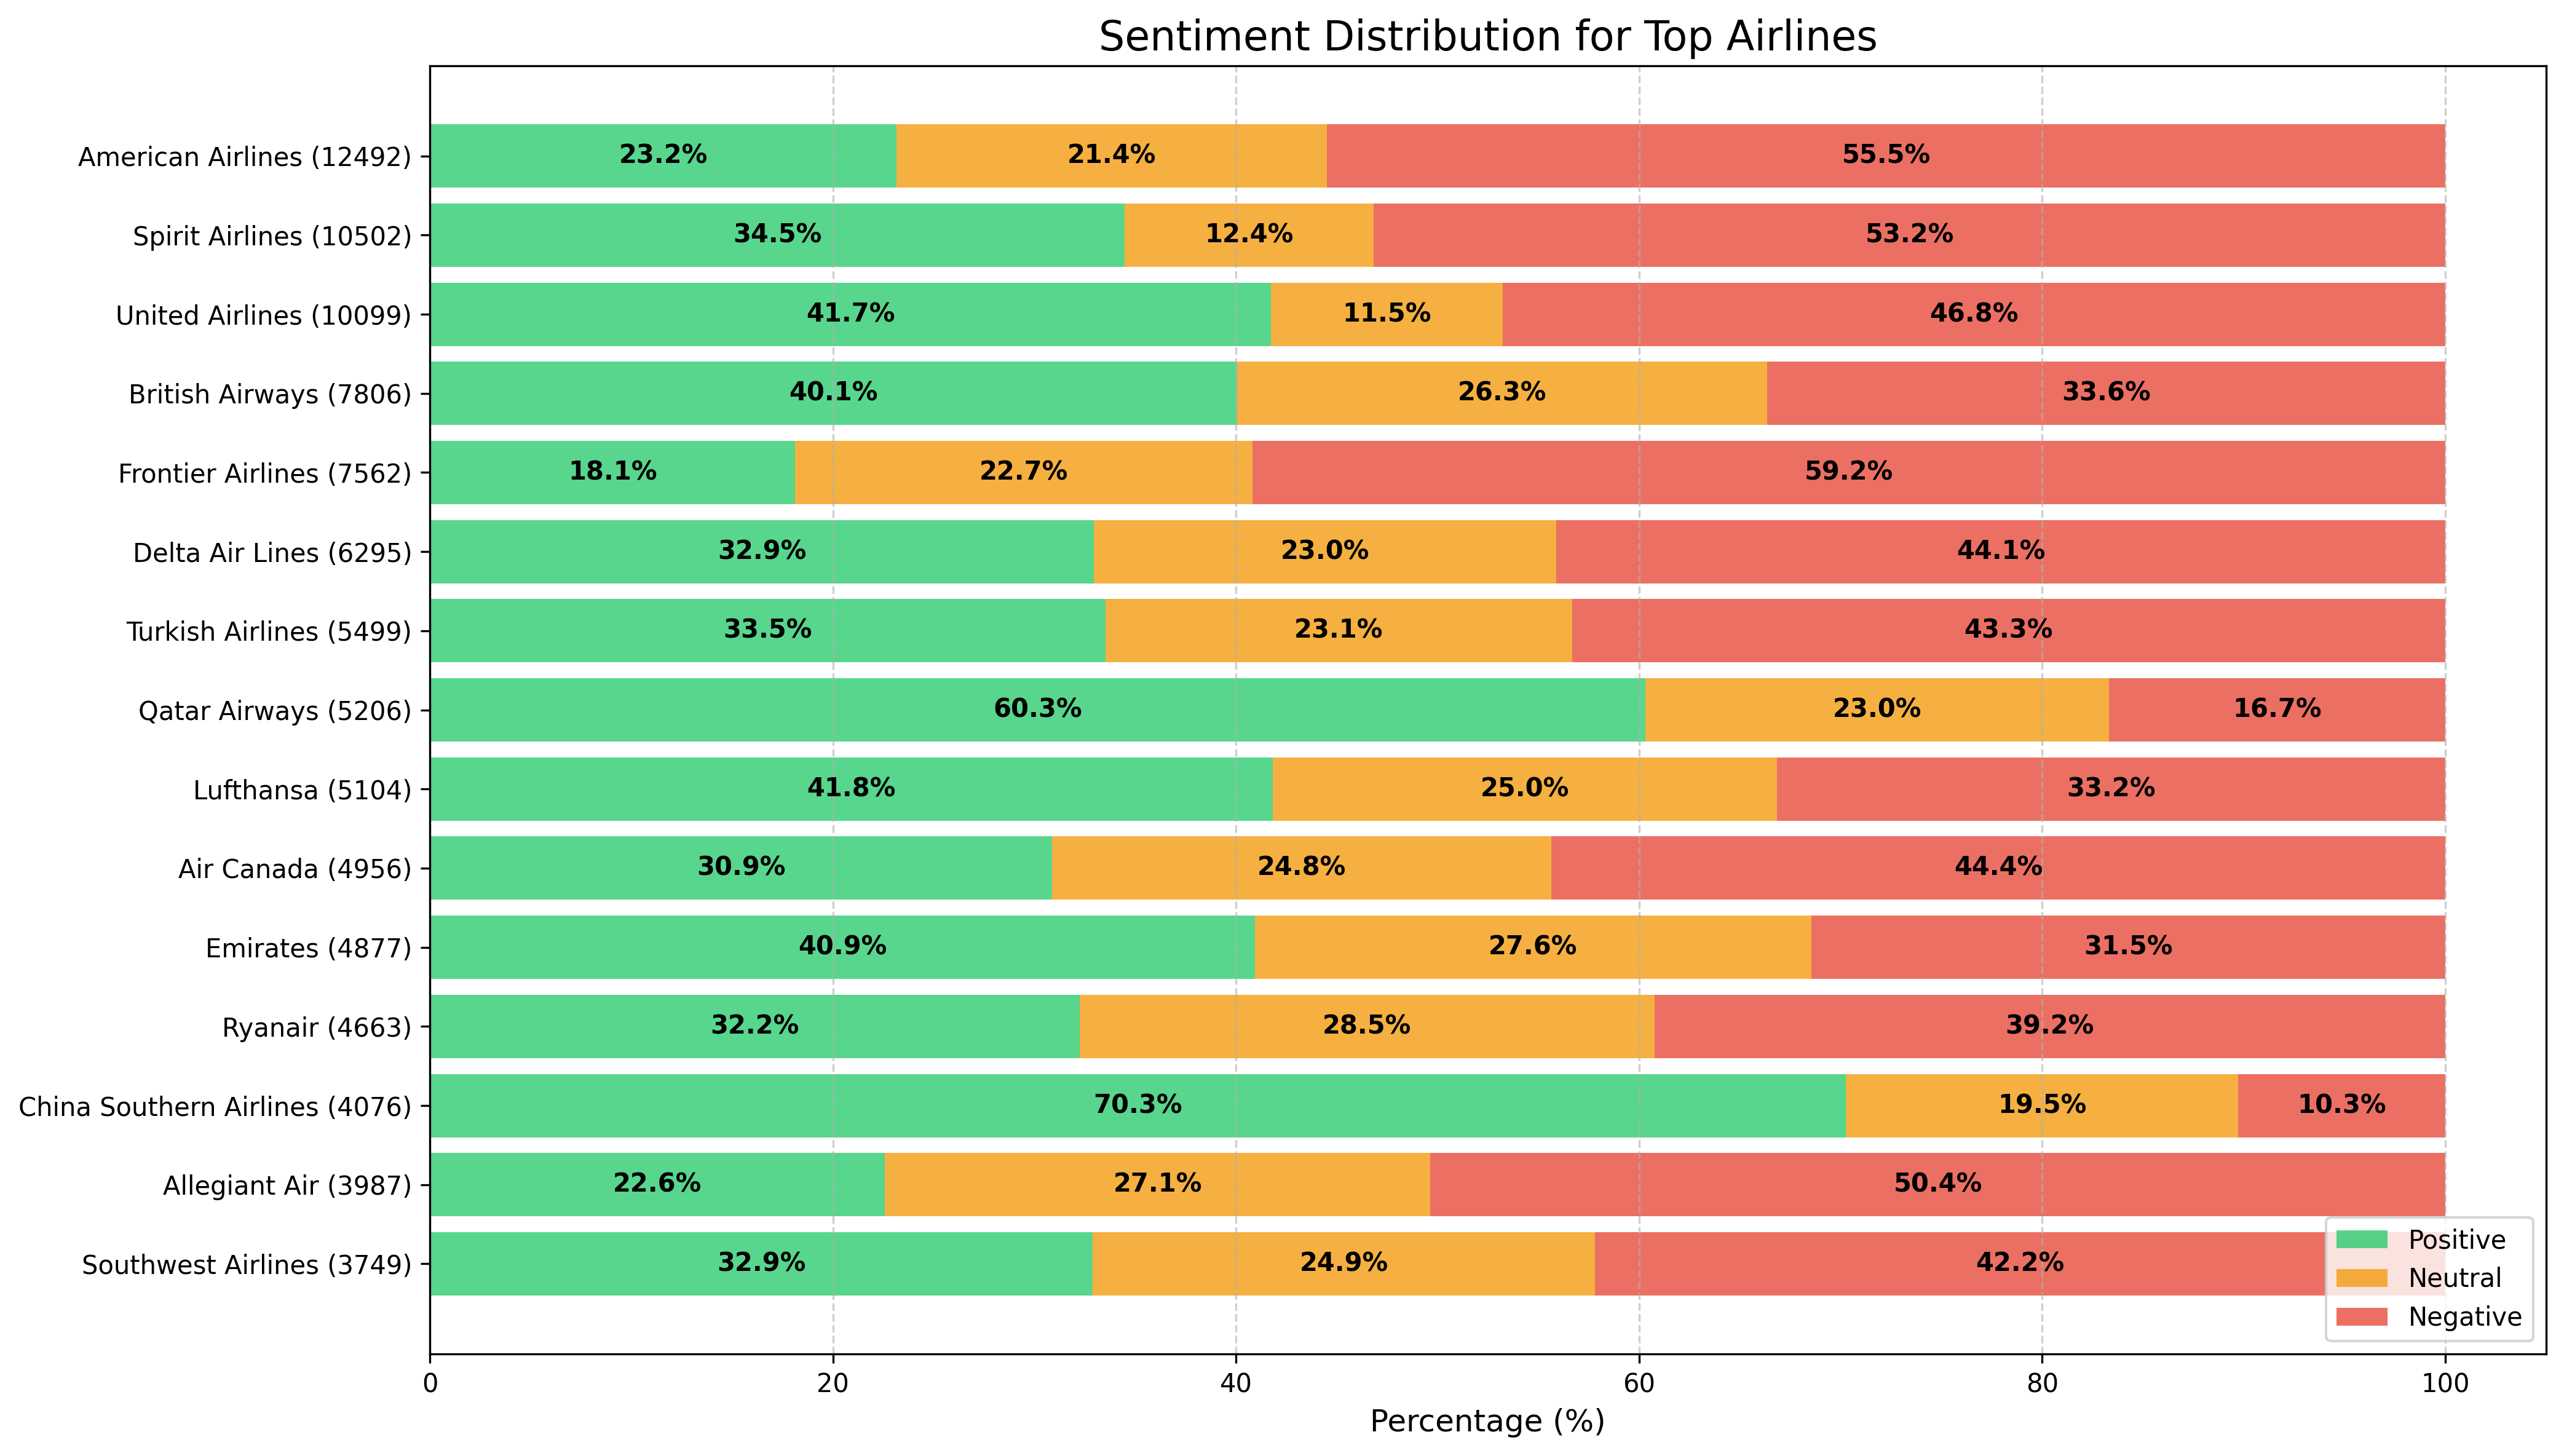 Sentiment Distribution for Top Airlines
American Airlines (12492) 23.2% 21.4% 55.5%
Spirit Airlines (10502) 34.5% 12.4% 53.2%
United Airlines (10099) 41.7% 11.5% 46.8%
British Airways (7806) 40.1% 26.3% 33.6%
Frontier Airlines (7562) 18.1% 22.7% 59.2%
Delta Air Lines (6295) 32.9% 23.0% 44.1%
Turkish Airlines (5499) 33.5% 23.1% 43.3%
Qatar Airways (5206) 60.3% 23.0% 16.7%
Lufthansa (5104) 41.8% 25.0% 33.2%
Air Canada (4956) 30.9% 24.8% 44.4%
Emirates (4877) 40.9% 27.6% 31.5%
Ryanair (4663) 32.2% 28.5% 39.2%
China Southern Airlines (4076) 70.3% 19.5% 10.3%
Allegiant Air (3987) 22.6% 27.1% 50.4%
Southwest Airlines (3749) 32.9% 24.9% 42.2%
Positive
Neutral
Negative
0 20 40 60 80 100
Percentage (%)